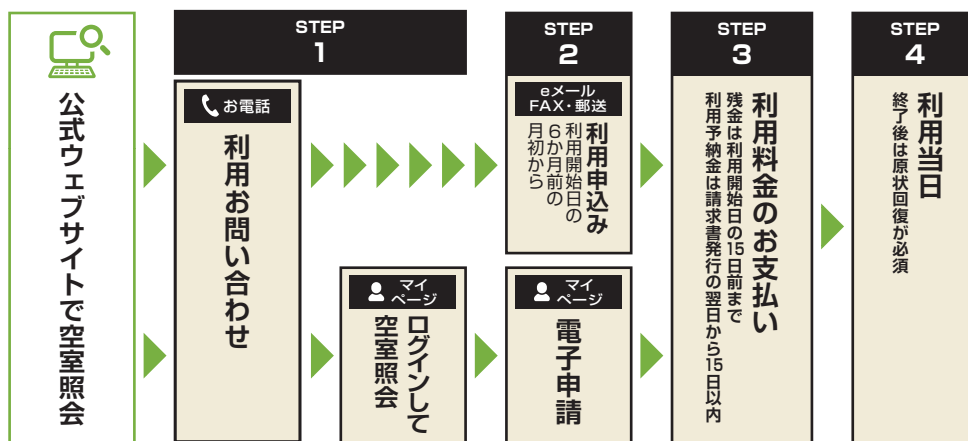 公式ウェブサイトで空室照会
STEP
1
お電話
利用お問い合わせ
マイ
ページ
ログインして
空室照会
STEP
2
eメール
FAX・郵送
利用申込み
利用開始日の
6か月前の
月初から
マイ
ページ
電子申請
STEP
3
利用料金のお支払い
残金は利用開始日の15日前まで
利用予納金は請求書発行の翌日から15日以内
STEP
4
利用当日
終了後は原状回復が必須